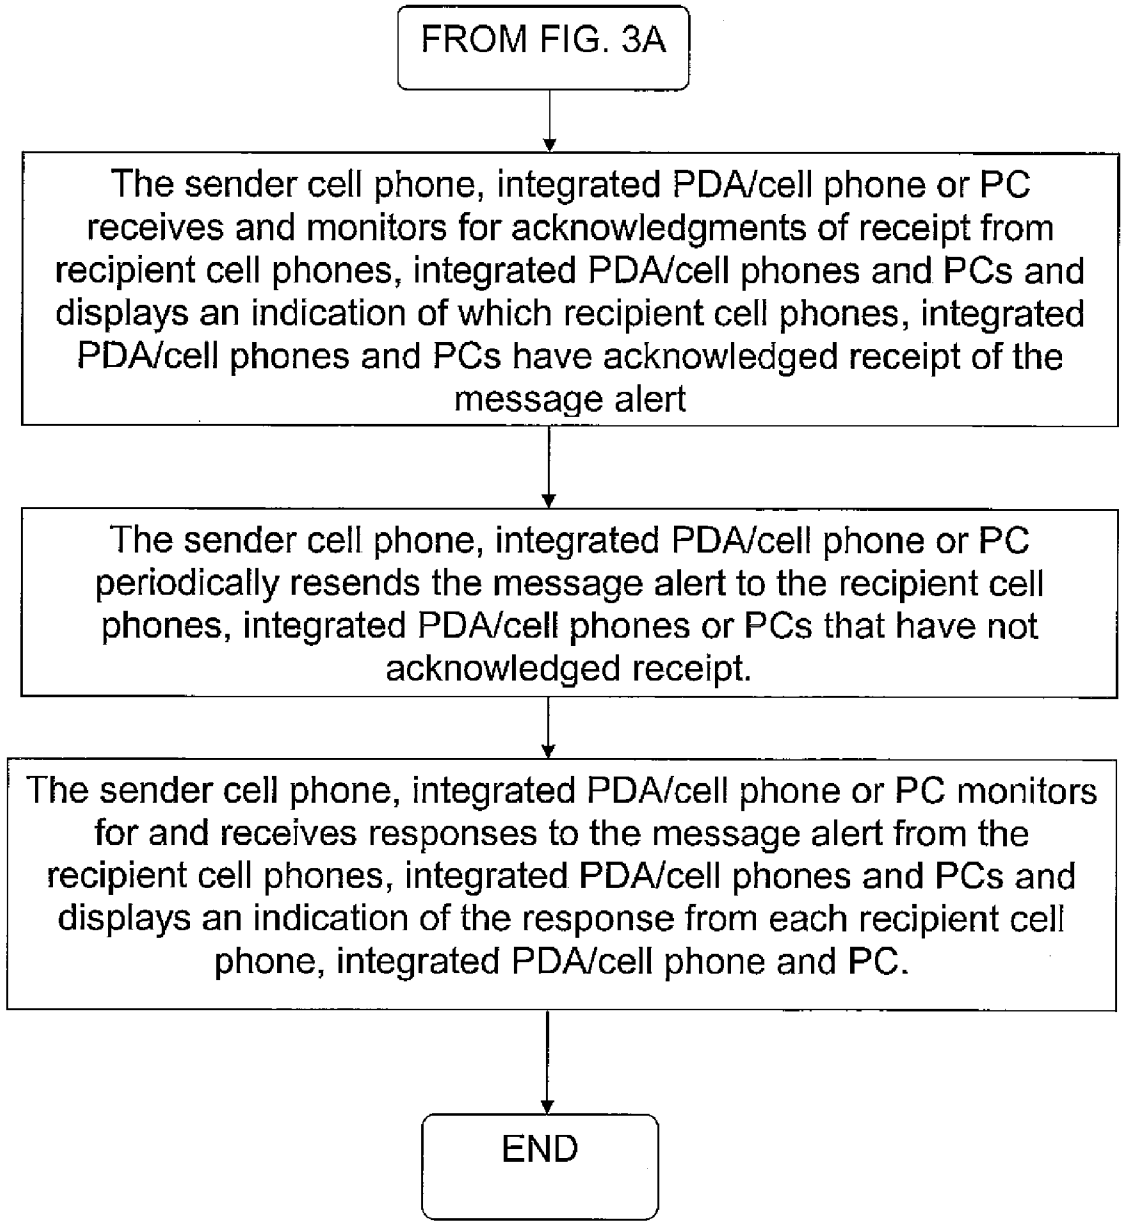 FROM FIG. 3A
The sender cell phone, integrated PDA/cell phone or PC
receives and monitors for acknowledgments of receipt from
recipient cell phones, integrated PDA/cell phones and PCs and
displays an indication of which recipient cell phones, integrated
PDA/cell phones and PCs have acknowledged receipt of the
message alert
The sender cell phone, integrated PDA/cell phone or PC
periodically resends the message alert to the recipient cell
phones, integrated PDA/cell phones or PCs that have not
acknowledged receipt.
The sender cell phone, integrated PDA/cell phone or PC monitors
for and receives responses to the message alert from the
recipient cell phones, integrated PDA/cell phones and PCs and
displays an indication of the response from each recipient cell
phone, integrated PDA/cell phone and PC.
END